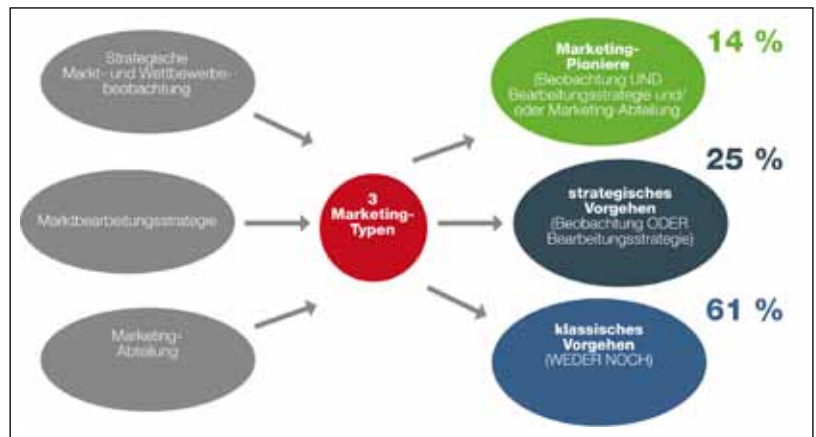 Strategische
Markt- und Wettbewerbs-
beobachtung
Marktbearbeitungsstrategie
Marketing-
Abteilung
3
Marketing-
Typen
Marketing-
Pioniere
(Beobachtung UND
Bearbeitungsstrategie und/
oder Marketing-Abteilung
14 %
strategisches
Vorgehen
(Beobachtung ODER
Bearbeitungsstrategie)
25 %
klassisches
Vorgehen
(WEDER NOCH)
61 %